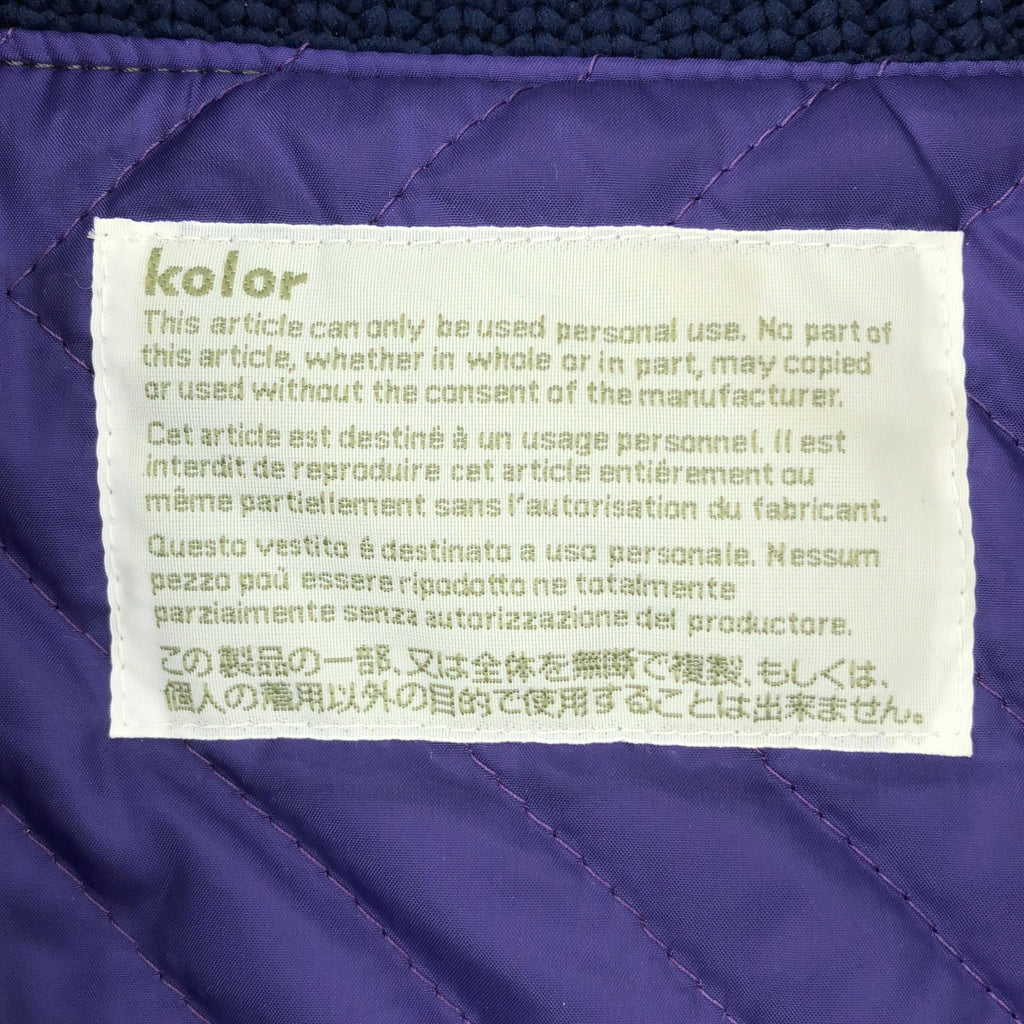 kolor
This article can only be used personal use. No part of
this article, whether in whole or in part, may copied
or used without the consent of the manufacturer.
Cet article est destiné à un usage personnel. Il est
interdit de reproduire cet article entiérement ou
même partiellement sans l'autorisation du fabricant.
Questo vestito é destinato a uso personale. Nessum
pezzo paù essere ripodotto ne totalmente
parziaimente senza autorizzazione del productore.
この製品の一部、又は全体を無断で複製、もしくは、
個人の着用以外の目的で使用することは出来ません。